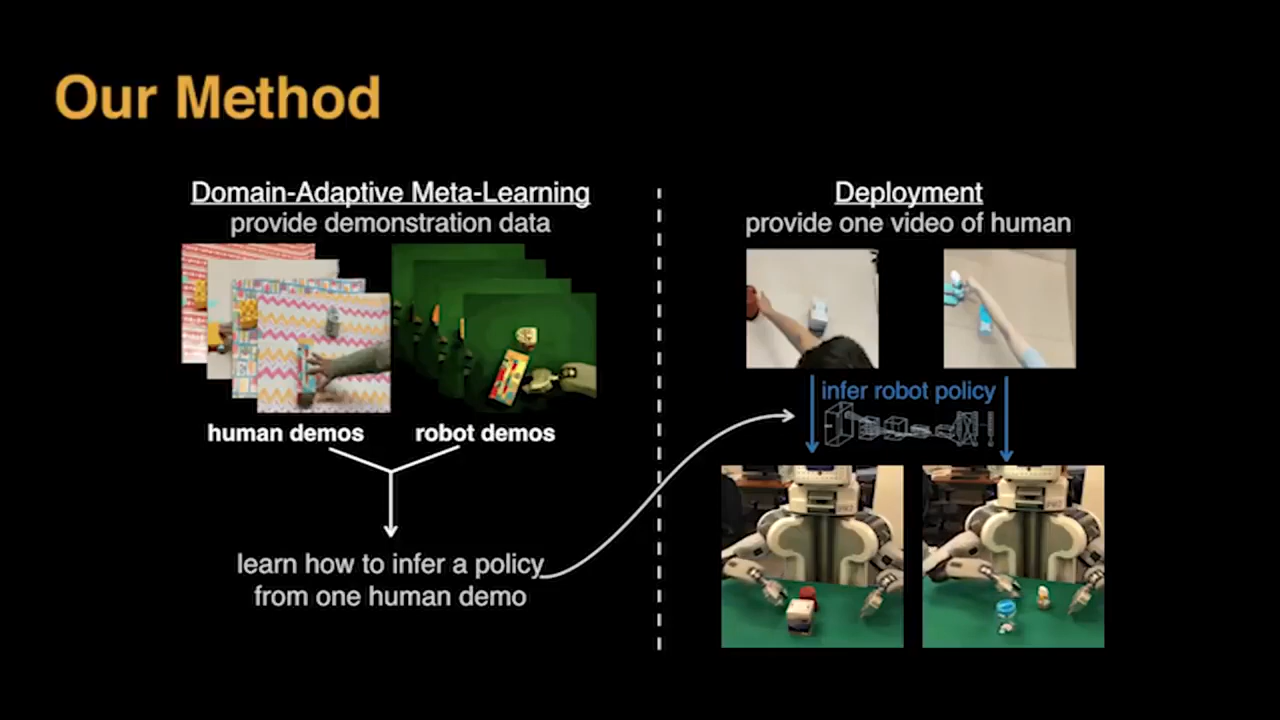 Our Method
Domain-Adaptive Meta-Learning
provide demonstration data
human demos
robot demos
learn how to infer a policy
from one human demo
Deployment
provide one video of human
infer robot policy